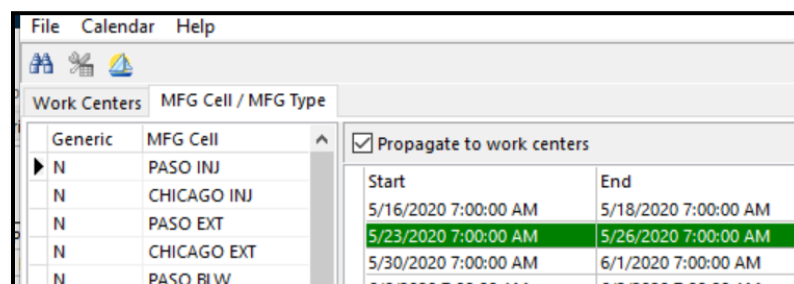 File Calendar Help
Work Centers MFG Cell / MFG Type
Generic MFG Cell
N PASO INJ
N CHICAGO INJ
N PASO EXT
N CHICAGO EXT
N PASO BLW
Propagate to work centers
Start End
5/16/2020 7:00:00 AM 5/18/2020 7:00:00 AM
5/23/2020 7:00:00 AM 5/26/2020 7:00:00 AM
5/30/2020 7:00:00 AM 6/1/2020 7:00:00 AM